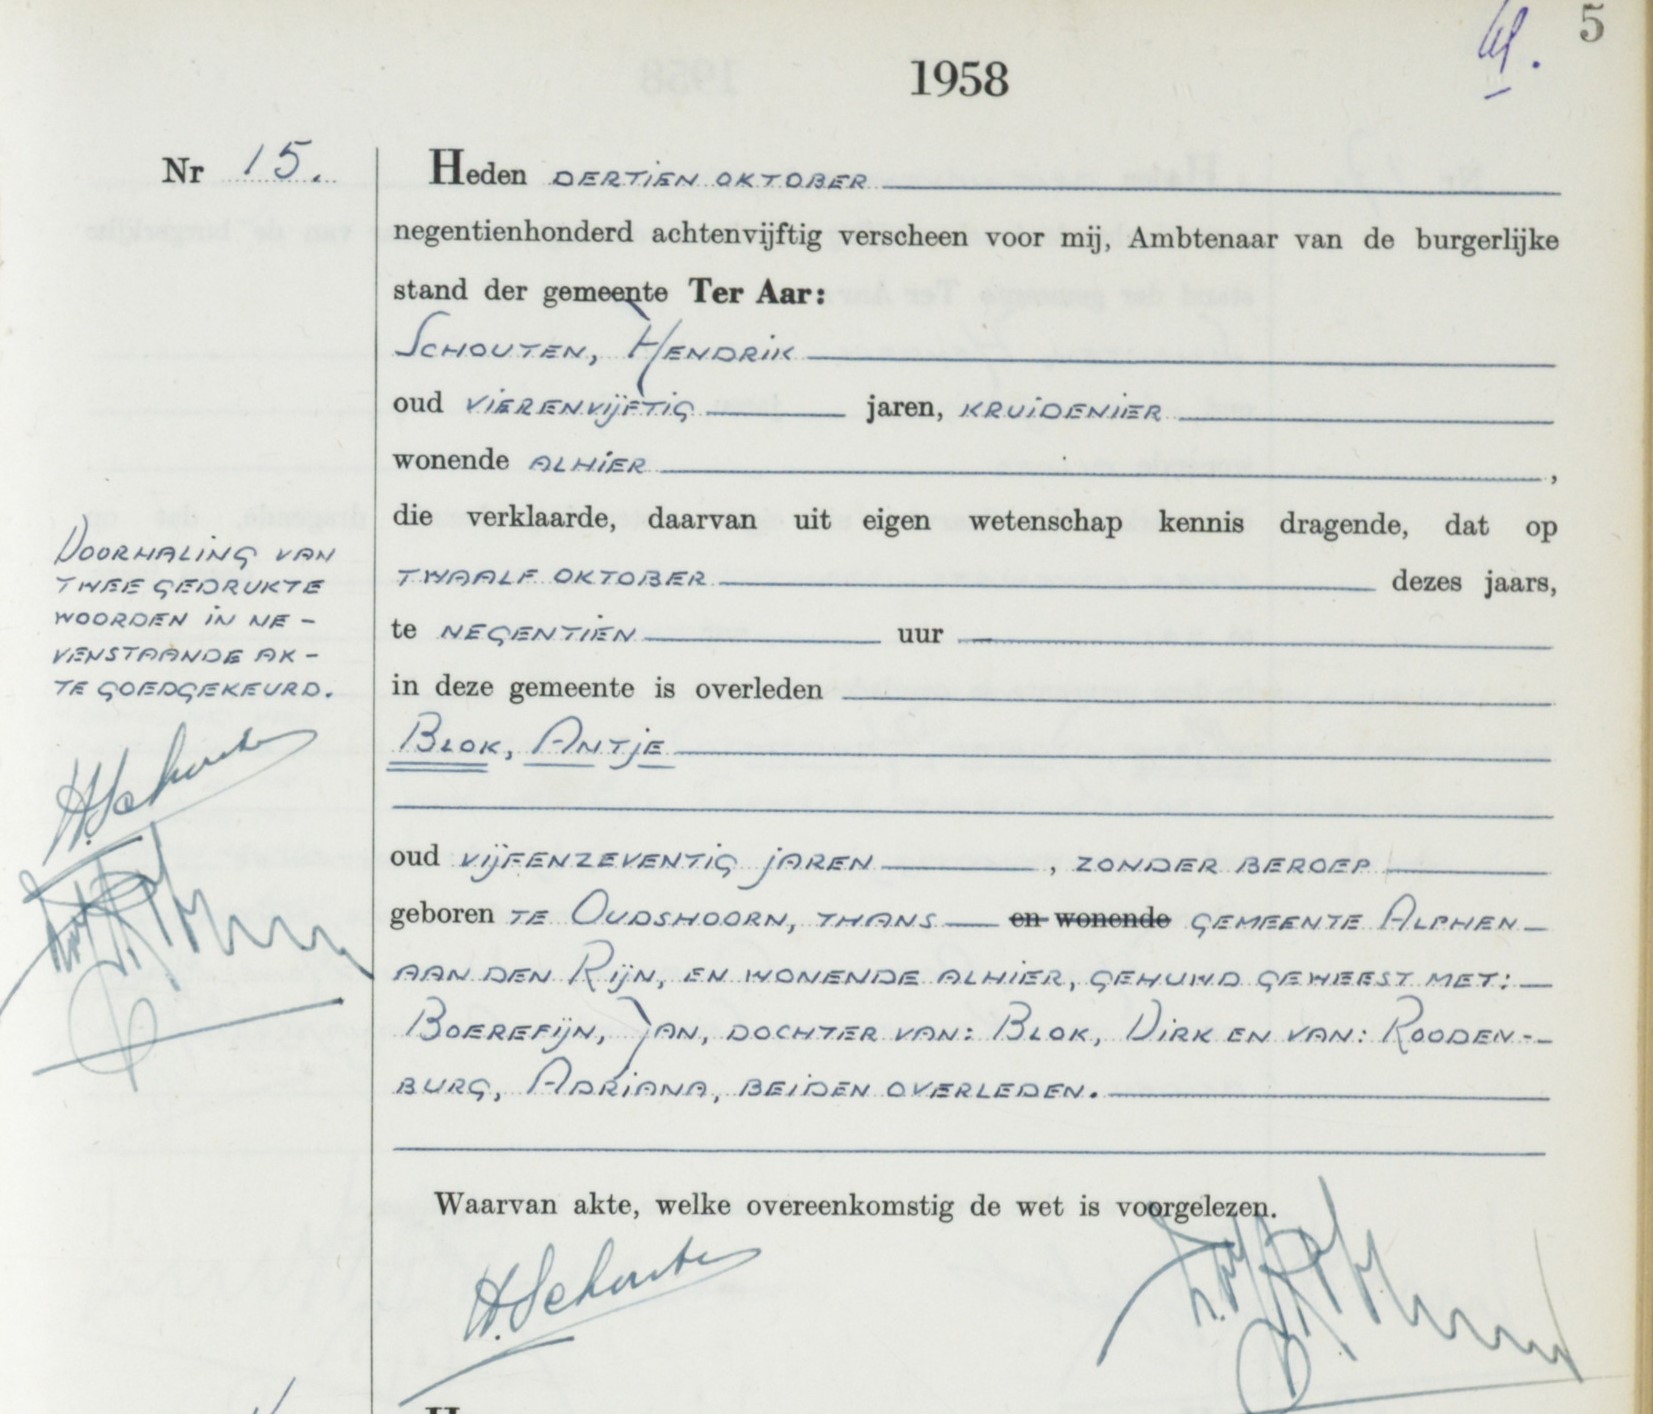 5
1958
Nr 15.
Heden DERTIEN OKTOBER
negentienhonderd achtenvijftig verscheen voor mij, Ambtenaar van de burgerlijke
stand der gemeente Ter Aar:
SCHOUTEN, HENDRIK
oud VIERENVIJFTIG jaren, KRUIDENIER
wonende ALHIER ,
die verklaarde, daarvan uit eigen wetenschap kennis dragende, dat op
TWAALF OKTOBER dezes jaars,
te NEGENTIEN uur
in deze gemeente is overleden
BLOK, ANTJE
oud VIJFENZEVENTIG JAREN , ZONDER BEROEP
geboren TE OUDSHOORN, THANS en wonende GEMEENTE ALPHEN
AAN DEN RIJN, EN WONENDE ALHIER, GEHUWD GEWEEST MET:
BOEREFIJN, JAN, DOCHTER VAN: BLOK, DIRK EN VAN: ROODEN-
BURG, ADRIANA, BEIDEN OVERLEDEN.
Waarvan akte, welke overeenkomstig de wet is voorgelezen.
H. Schouten
DOORHALING VAN
TWEE GEDRUKTE
WOORDEN IN NE-
VENSTAANDE AK-
TE GOEDGEKEURD.
H. Schouten